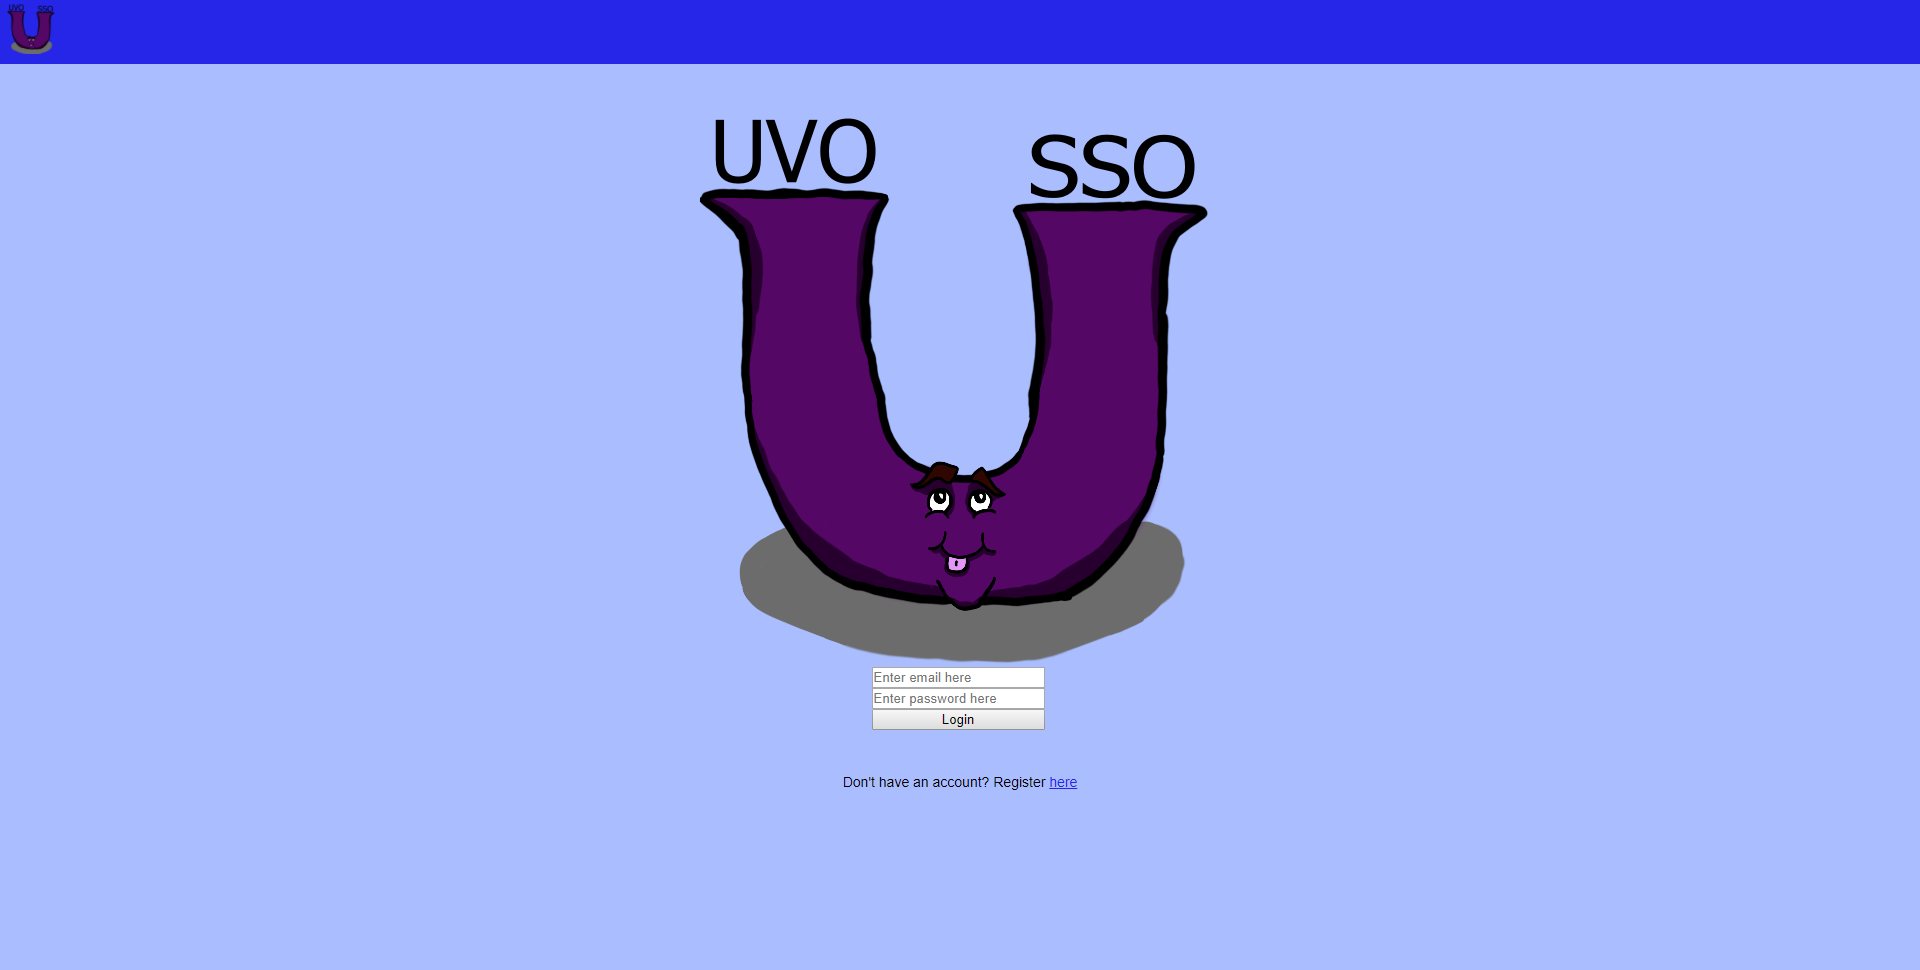 UVO SSO
UVO SSO
Enter email here
Enter password here
Login
Don't have an account? Register here